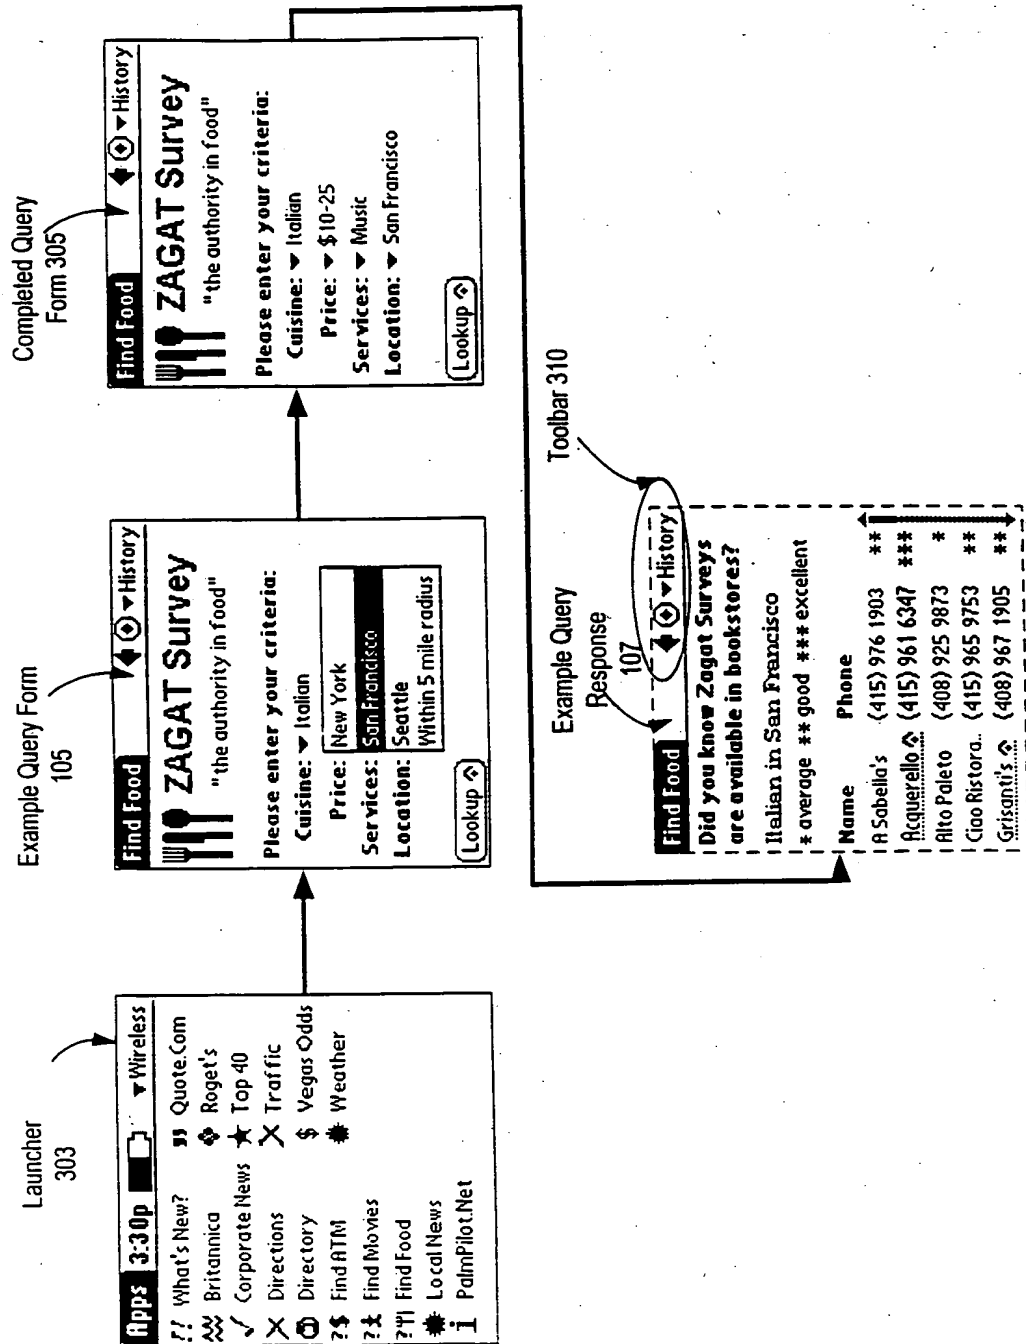 Launcher
303
Apps 3:30p ▼Wireless
What's New?
Britannica
Corporate News
Directions
Directory
Find ATM
Find Movies
Find Food
Local News
PalmPilot.Net
Quote.Com
Roget's
Top 40
Traffic
Vegas Odds
Weather
Example Query Form
105
Find Food ▼History
ZAGAT Survey
"the authority in food"
Please enter your criteria:
Cuisine: ▼ Italian
Price:
Services:
Location:
New York
San Francisco
Seattle
Within 5 mile radius
Lookup
Completed Query
Form 305
Find Food ▼History
ZAGAT Survey
"the authority in food"
Please enter your criteria:
Cuisine: ▼ Italian
Price: ▼ $10-25
Services: ▼ Music
Location: ▼ San Francisco
Lookup
Example Query
Response
107
Toolbar 310
Find Food ▼History
Did you know Zagat Surveys
are available in bookstores?
Italian in San Francisco
* average ** good *** excellent
Name Phone
A Sabella's (415) 976 1903 **
Acquerello (415) 961 6347 ***
Alto Paleto (408) 925 9873 *
Ciao Ristora.. (415) 965 9753 **
Grisanti's (408) 967 1905 **